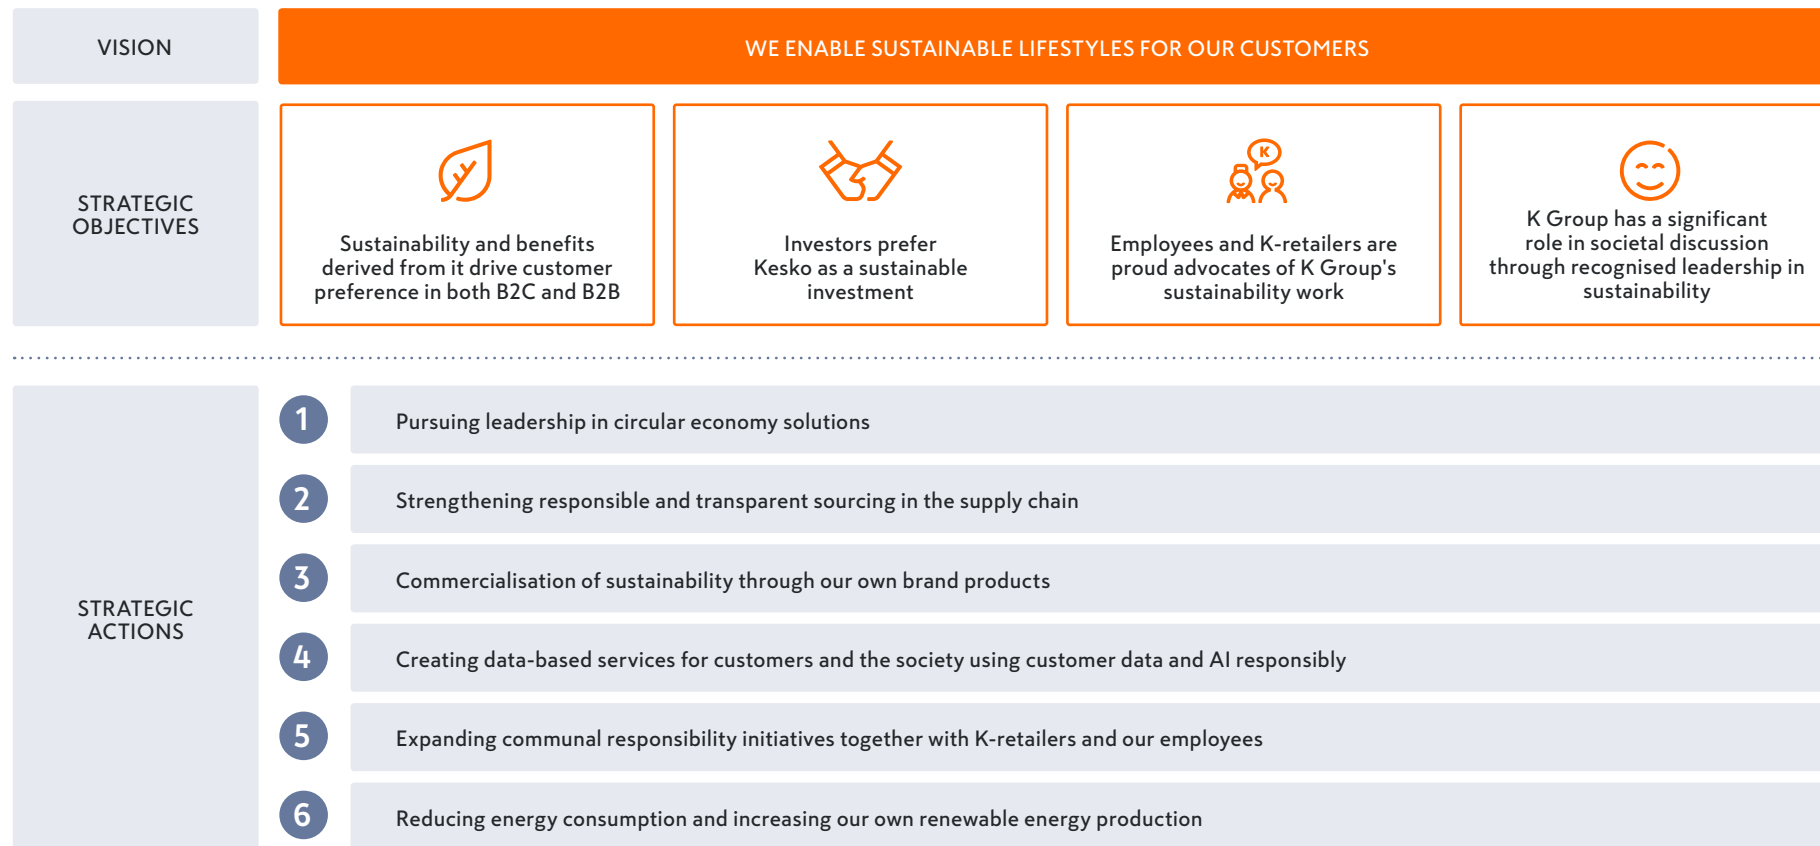 VISION
WE ENABLE SUSTAINABLE LIFESTYLES FOR OUR CUSTOMERS
STRATEGIC
OBJECTIVES
Sustainability and benefits
derived from it drive customer
preference in both B2C and B2B
Investors prefer
Kesko as a sustainable
investment
K
Employees and K-retailers are
proud advocates of K Group's
sustainability work
K Group has a significant
role in societal discussion
through recognised leadership in
sustainability
STRATEGIC
ACTIONS
1 Pursuing leadership in circular economy solutions
2 Strengthening responsible and transparent sourcing in the supply chain
3 Commercialisation of sustainability through our own brand products
4 Creating data-based services for customers and the society using customer data and AI responsibly
5 Expanding communal responsibility initiatives together with K-retailers and our employees
6 Reducing energy consumption and increasing our own renewable energy production